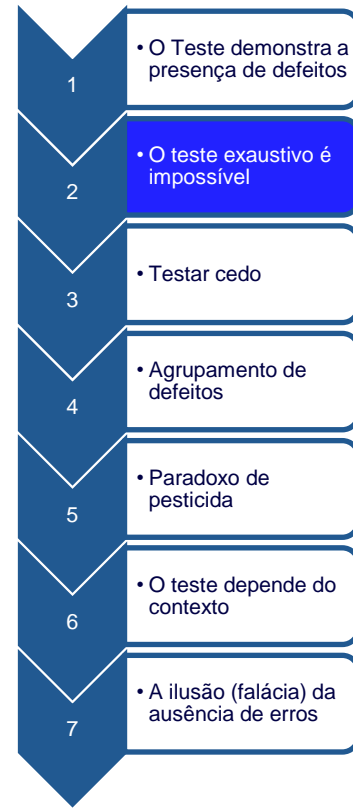 1
• O Teste demonstra a
presença de defeitos
2
• O teste exaustivo é
impossível
3
• Testar cedo
4
• Agrupamento de
defeitos
5
• Paradoxo de
pesticida
6
• O teste depende do
contexto
7
• A ilusão (falácia) da
ausência de erros